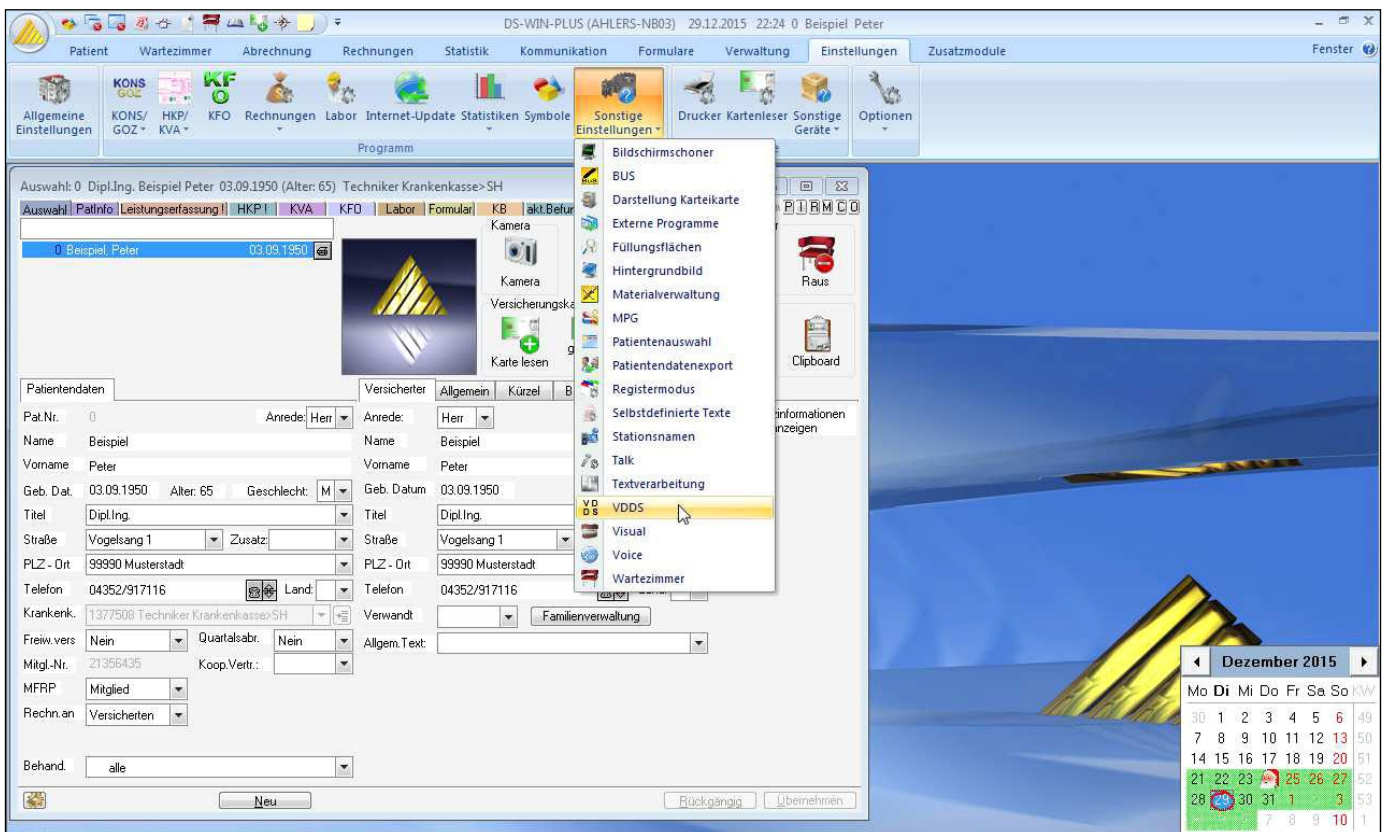 DS-WIN-PLUS (AHLERS-NB03) 29.12.2015 22:24 0 Beispiel Peter
Patient Wartezimmer Abrechnung Rechnungen Statistik Kommunikation Formulare Verwaltung Einstellungen Zusatzmodule Fenster
KONS GOZ KFO
Allgemeine Einstellungen KONS/ GOZ HKP/ KVA KFO Rechnungen Labor Internet-Update Statistiken Symbole Sonstige Einstellungen Drucker Kartenleser Sonstige Geräte Optionen
Programm
Bildschirmschoner
BUS
Darstellung Karteikarte
Externe Programme
Füllungsflächen
Hintergrundbild
Materialverwaltung
MPG
Patientenauswahl
Patientendatenexport
Registermodus
Selbstdefinierte Texte
Stationsnamen
Talk
Textverarbeitung
VDDS
Visual
Voice
Wartezimmer
Auswahl: 0 Dipl.Ing. Beispiel Peter 03.09.1950 (Alter: 65) Techniker Krankenkasse>SH
Auswahl PatInfo Leistungserfassung ! HKP ! KVA KFO Labor Formular KB akt.Befun P I R M C O
0 Beispiel, Peter 03.09.1950
Kamera
Kamera
Raus
Versicherungska
Karte lesen
Clipboard
Patientendaten
Versicherter Allgemein Kürzel B
Pat.Nr. 0 Anrede: Herr
Anrede: Herr
zinformationen
nzeigen
Name Beispiel
Name Beispiel
Vorname Peter
Vorname Peter
Geb. Dat. 03.09.1950 Alter: 65 Geschlecht: M
Geb. Datum 03.09.1950
Titel Dipl.Ing.
Titel Dipl.Ing.
Straße Vogelsang 1 Zusatz:
Straße Vogelsang 1
PLZ - Ort 99990 Musterstadt
PLZ - Ort 99990 Musterstadt
Telefon 04352/917116 Land:
Telefon 04352/917116
Krankenk. 1377508 Techniker Krankenkasse>SH
Verwandt Familienverwaltung
Freiw.vers Nein Quartalsabr. Nein
Allgem.Text:
Mitgl.-Nr. 21356435 Koop.Vertr.:
MFRP Mitglied
Rechn.an Versicherten
Behand. alle
Neu Rückgängig Übernehmen
Dezember 2015
Mo Di Mi Do Fr Sa So KW
30 1 2 3 4 5 6 49
7 8 9 10 11 12 13 50
14 15 16 17 18 19 20 51
21 22 23 25 26 27 52
28 29 30 31 1 3 53
7 8 9 10 1